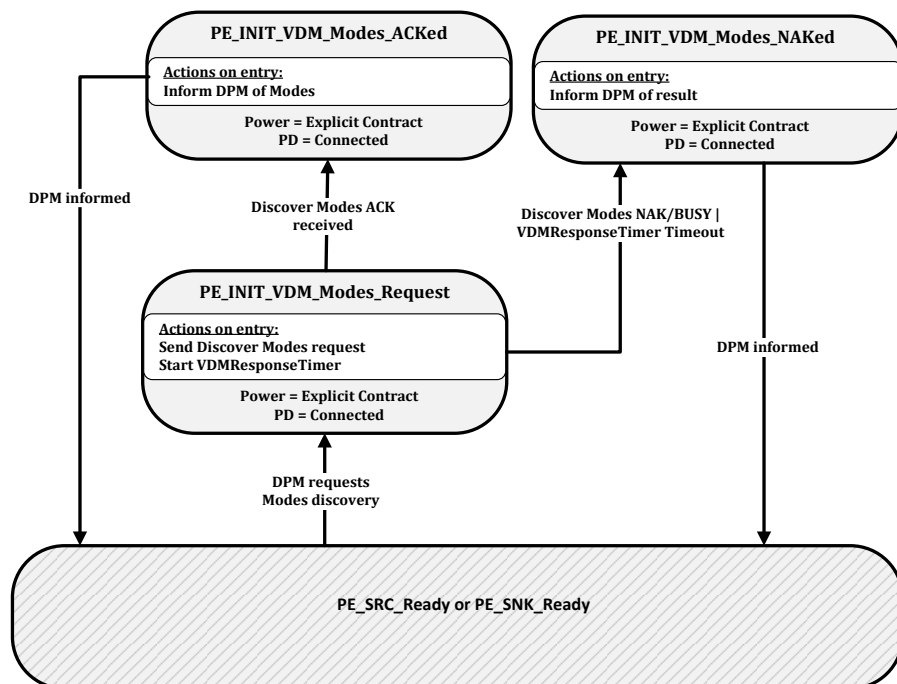 PE_INIT_VDM_Modes_ACKed
Actions on entry:
Inform DPM of Modes
Power = Explicit Contract
PD = Connected
PE_INIT_VDM_Modes_NAKed
Actions on entry:
Inform DPM of result
Power = Explicit Contract
PD = Connected
DPM informed
Discover Modes ACK
received
Discover Modes NAK/BUSY |
VDMResponseTimer Timeout
PE_INIT_VDM_Modes_Request
Actions on entry:
Send Discover Modes request
Start VDMResponseTimer
Power = Explicit Contract
PD = Connected
DPM informed
DPM requests
Modes discovery
PE_SRC_Ready or PE_SNK_Ready